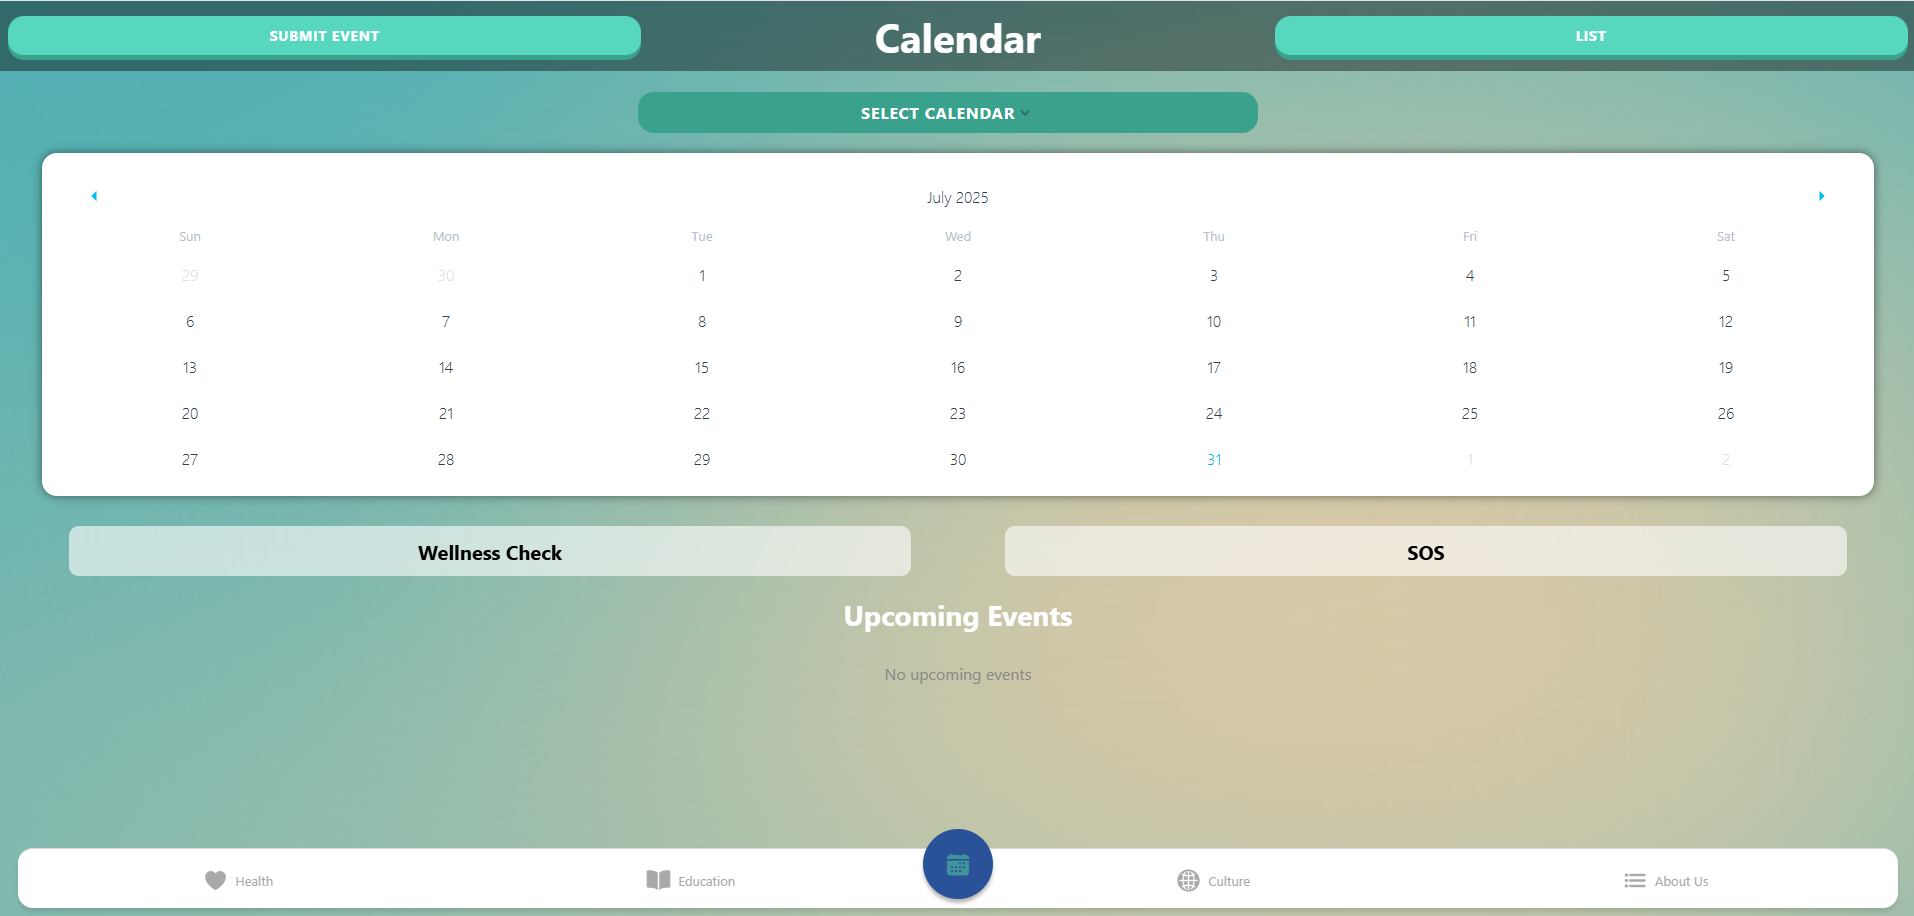 SUBMIT EVENT Calendar LIST
SELECT CALENDAR
July 2025
Sun Mon Tue Wed Thu Fri Sat
29 30 1 2 3 4 5
6 7 8 9 10 11 12
13 14 15 16 17 18 19
20 21 22 23 24 25 26
27 28 29 30 31 1 2
Wellness Check SOS
Upcoming Events
No upcoming events
Health Education Culture About Us